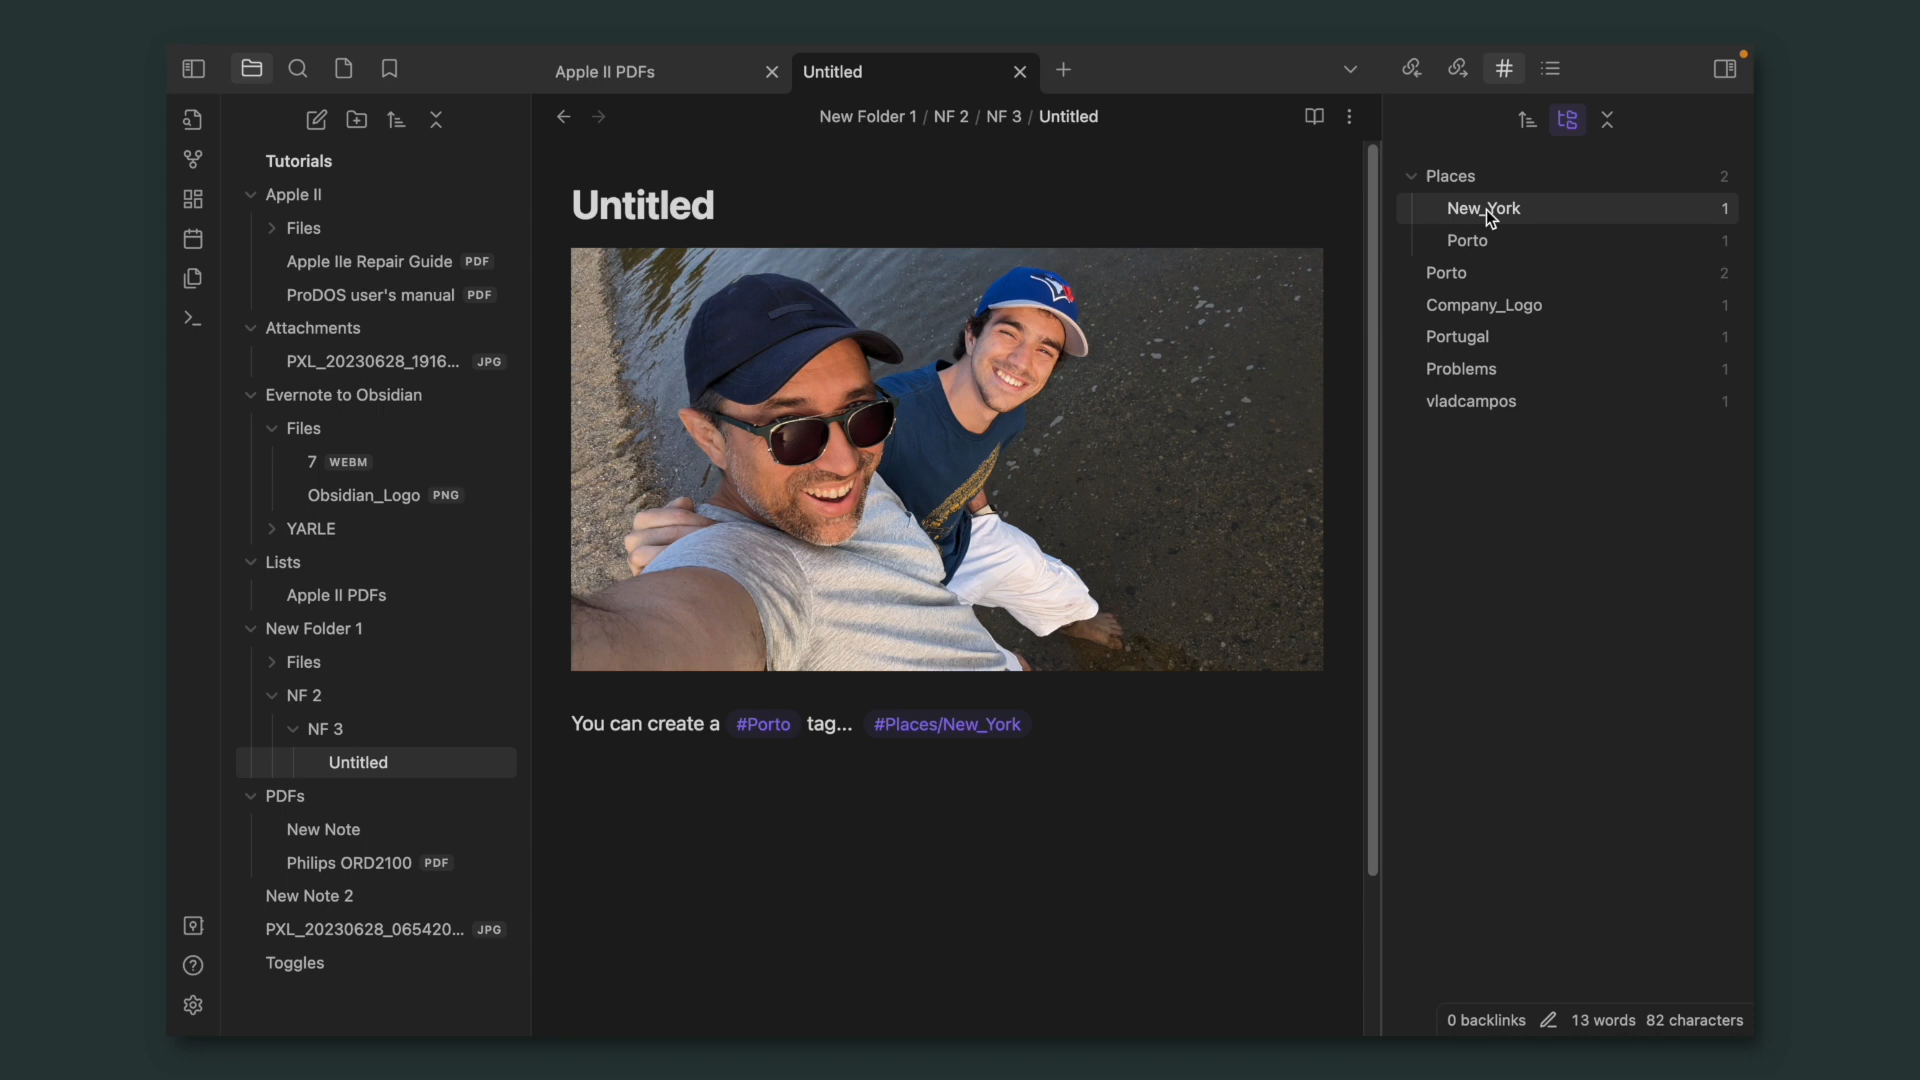 Apple II PDFs
Untitled
New Folder 1 / NF 2 / NF 3 / Untitled
Tutorials
Apple II
Files
Apple IIe Repair Guide PDF
ProDOS user's manual PDF
Attachments
PXL_20230628_1916... JPG
Evernote to Obsidian
Files
7 WEBM
Obsidian_Logo PNG
YARLE
Lists
Apple II PDFs
New Folder 1
Files
NF 2
NF 3
Untitled
PDFs
New Note
Philips ORD2100 PDF
New Note 2
PXL_20230628_065420... JPG
Toggles
Untitled
You can create a #Porto tag... #Places/New_York
Places 2
New_York 1
Porto 1
Porto 2
Company_Logo 1
Portugal 1
Problems 1
vladcampos 1
0 backlinks 13 words 82 characters